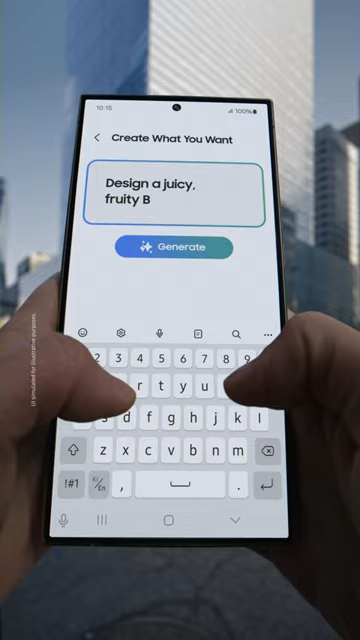 10:15
100%
Create What You Want
Design a juicy,
fruity B
Generate
2 3 4 5 6 7 8 9
r t y u
s d f g h j k l
z x c v b n m
!#1 , .
UI simulated for illustrative purposes.